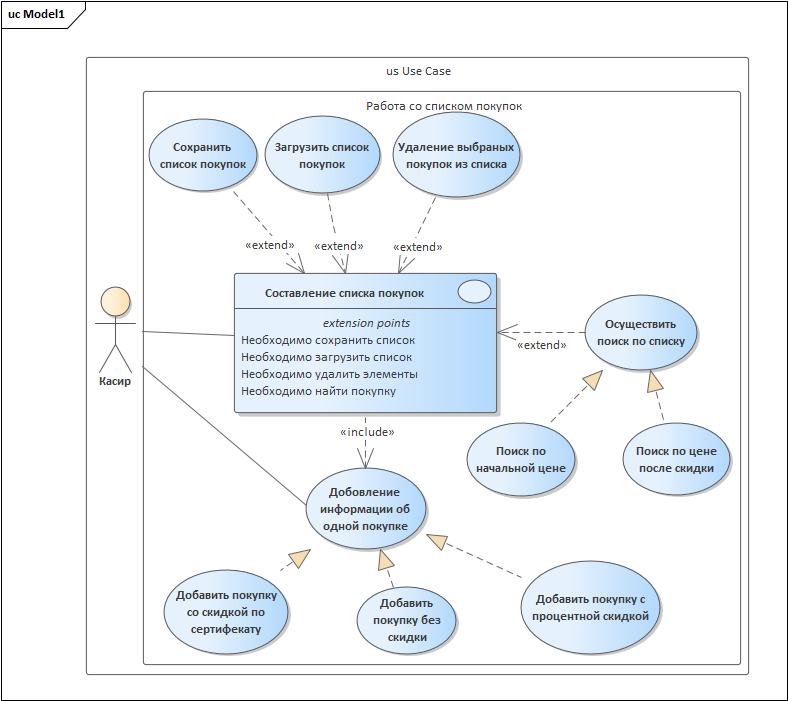 uc Model1
us Use Case
Работа со списком покупок
Сохранить
список покупок
Загрузить список
покупок
Удаление выбраных
покупок из списка
«extend»
«extend»
«extend»
Составление списка покупок
extension points
Необходимо сохранить список
Необходимо загрузить список
Необходимо удалить элементы
Необходимо найти покупку
Касир
Осуществить
поиск по списку
«extend»
«include»
Поиск по
начальной цене
Поиск по цене
после скидки
Добовление
информации об
одной покупке
Добавить покупку
со скидкой по
сертифекату
Добавить
покупку без
скидки
Добавить покупку с
процентной скидкой